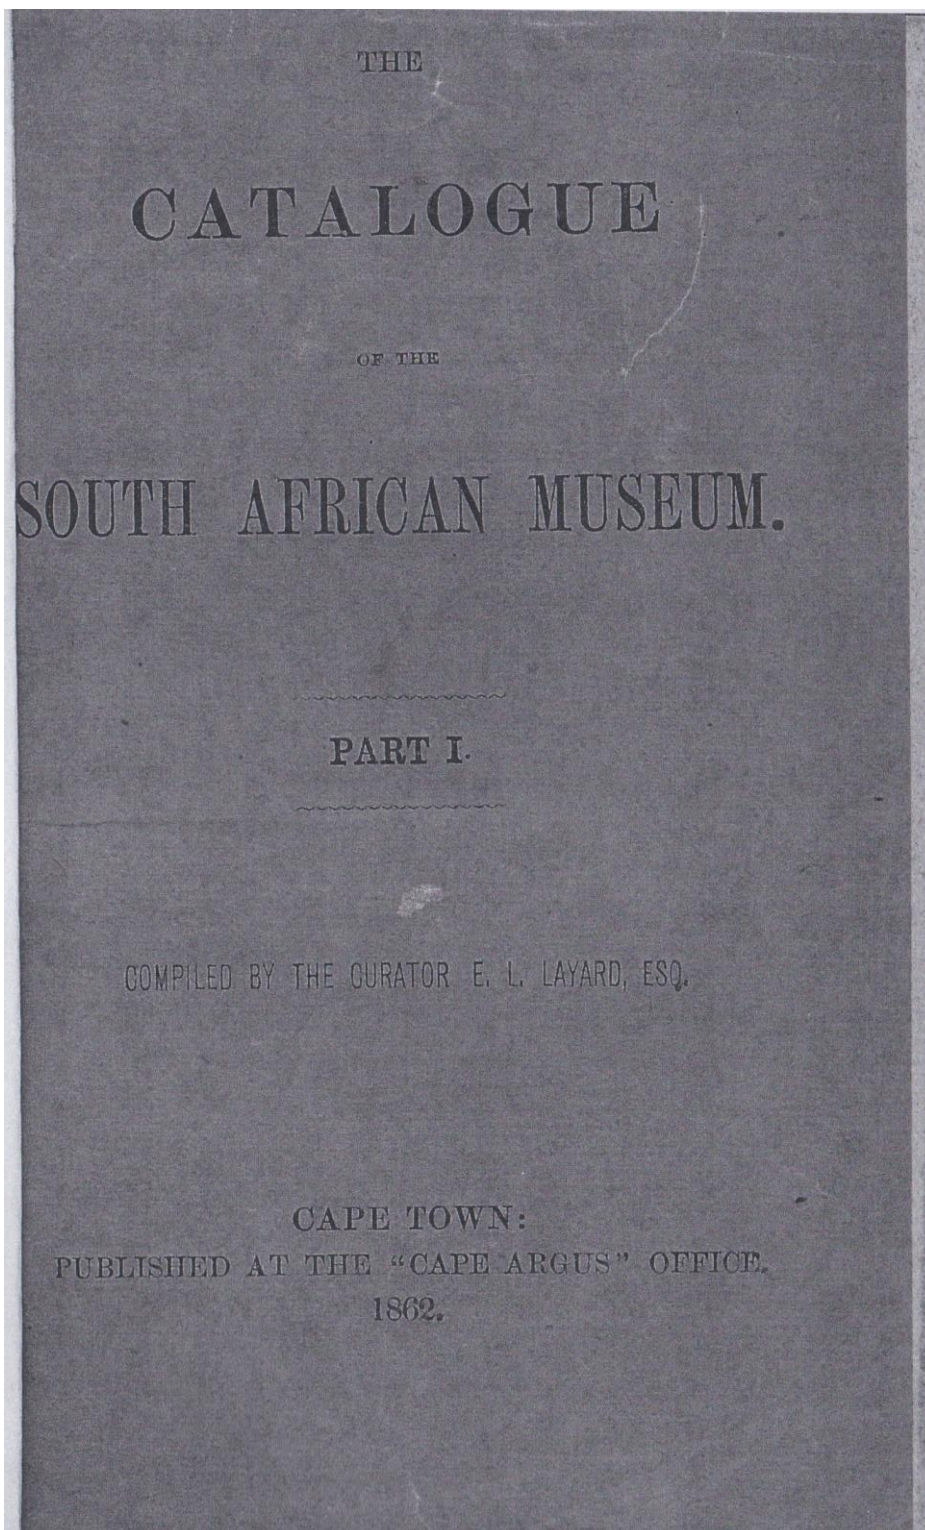 THE
CATALOGUE
OF THE
SOUTH AFRICAN MUSEUM.
PART I.
COMPILED BY THE CURATOR E. L. LAYARD, ESQ.
CAPE TOWN:
PUBLISHED AT THE “CAPE ARGUS” OFFICE.
1862.